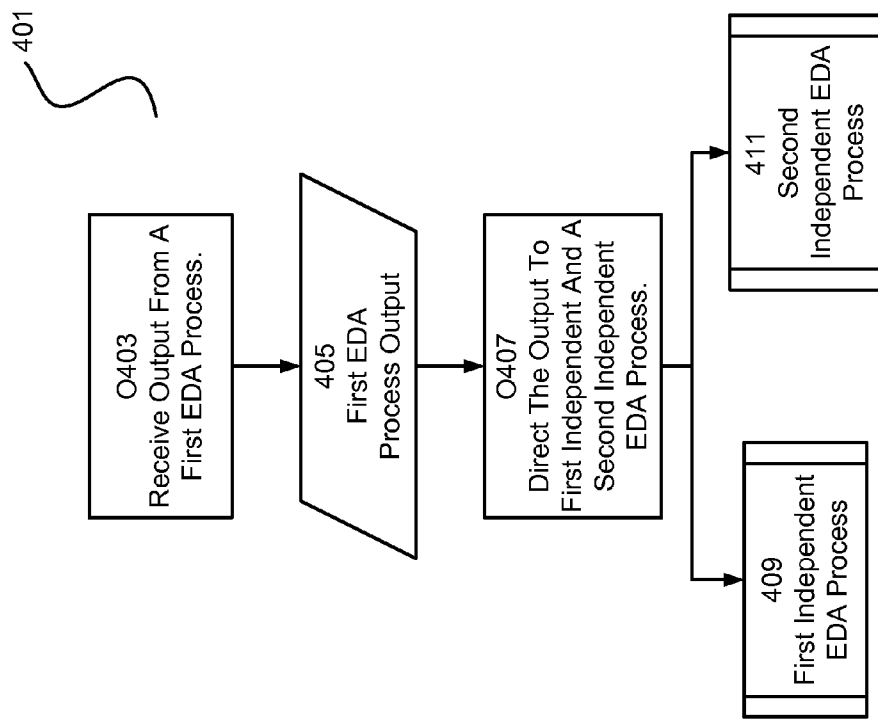 401
O403
Receive Output From A
First EDA Process.
405
First EDA
Process Output
O407
Direct The Output To
First Independent And A
Second Independent
EDA Process.
409
First Independent
EDA Process
411
Second
Independent EDA
Process